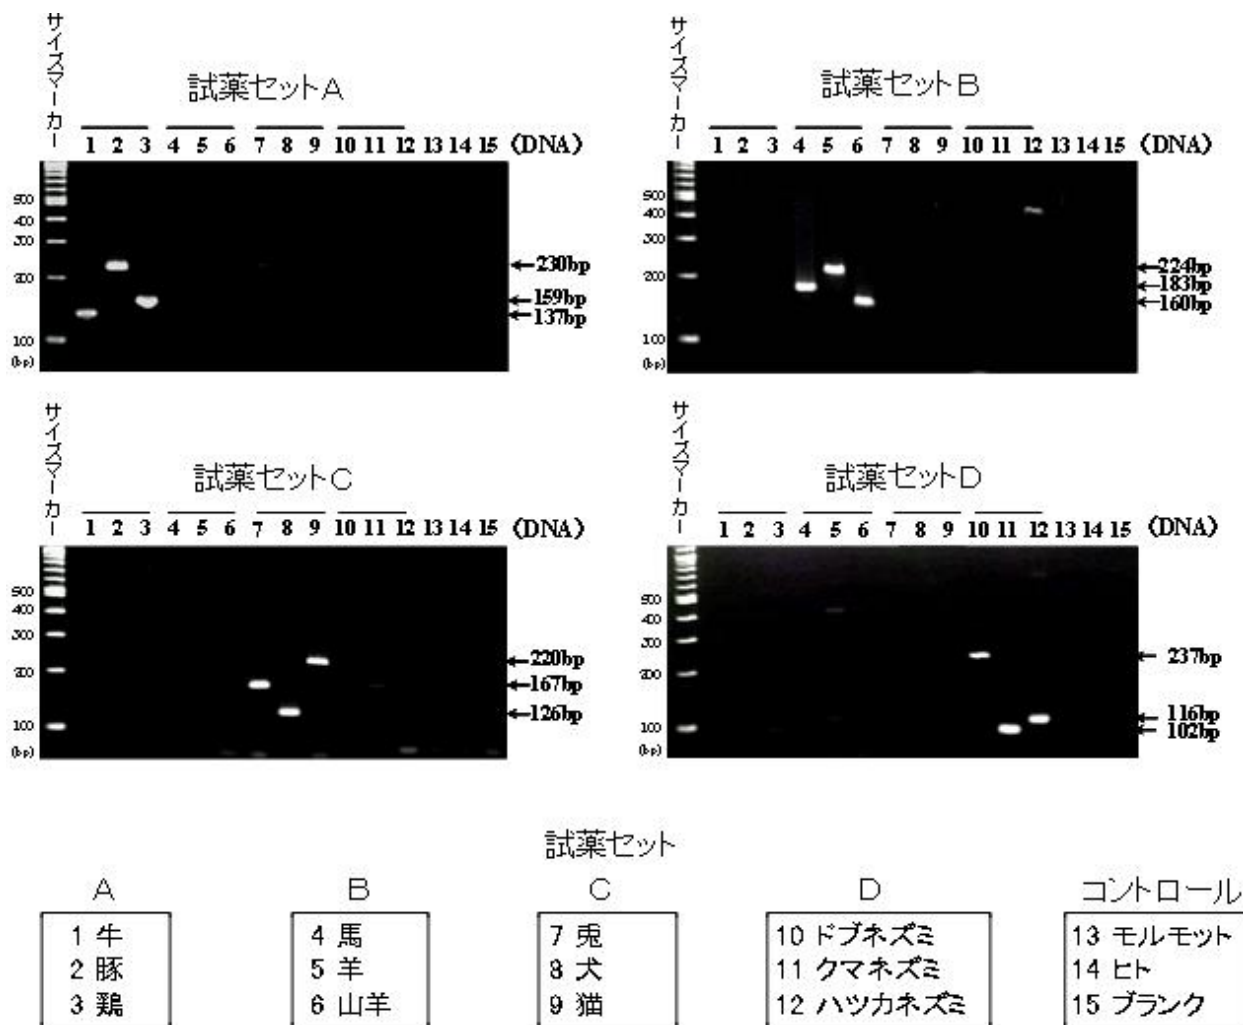 サイズマーカー
試薬セットA
1 2 3 4 5 6 7 8 9 10 11 12 13 14 15 (DNA)
500
400
300
200
100
(bp)
←230bp
←159bp
←137bp
サイズマーカー
試薬セットB
1 2 3 4 5 6 7 8 9 10 11 12 13 14 15 (DNA)
500
400
300
200
100
(bp)
←224bp
←183bp
←160bp
サイズマーカー
試薬セットC
1 2 3 4 5 6 7 8 9 10 11 12 13 14 15 (DNA)
500
400
300
200
100
(bp)
←220bp
←167bp
←126bp
サイズマーカー
試薬セットD
1 2 3 4 5 6 7 8 9 10 11 12 13 14 15 (DNA)
500
400
300
200
100
(bp)
← 237bp
← 116bp
← 102bp
試薬セット
A
1 牛
2 豚
3 鶏
B
4 馬
5 羊
6 山羊
C
7 兎
8 犬
9 猫
D
10 ドブネズミ
11 クマネズミ
12 ハツカネズミ
コントロール
13 モルモット
14 ヒト
15 ブランク